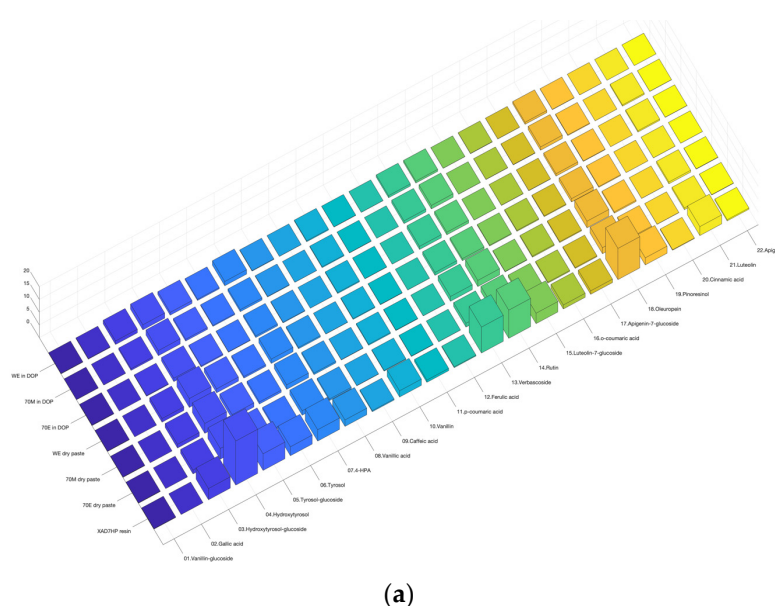 20
15
10
5
0
WE in DOP
70M in DOP
70E in DOP
WE dry paste
70M dry paste
70E dry paste
XAD7HP resin
01.Vanillin-glucoside
02.Gallic acid
03.Hydroxytyrosol-glucoside
04.Hydroxytyrosol
05.Tyrosol-glucoside
06.Tyrosol
07.4-HPA
08.Vanillic acid
09.Caffeic acid
10.Vanillin
11.p-coumaric acid
12.Ferulic acid
13.Verbascoside
14.Rutin
15.Luteolin-7-glucoside
16.o-coumaric acid
17.Apigenin-7-glucoside
18.Oleuropein
19.Pinoresinol
20.Cinnamic acid
21.Luteolin
22.Apig
(a)